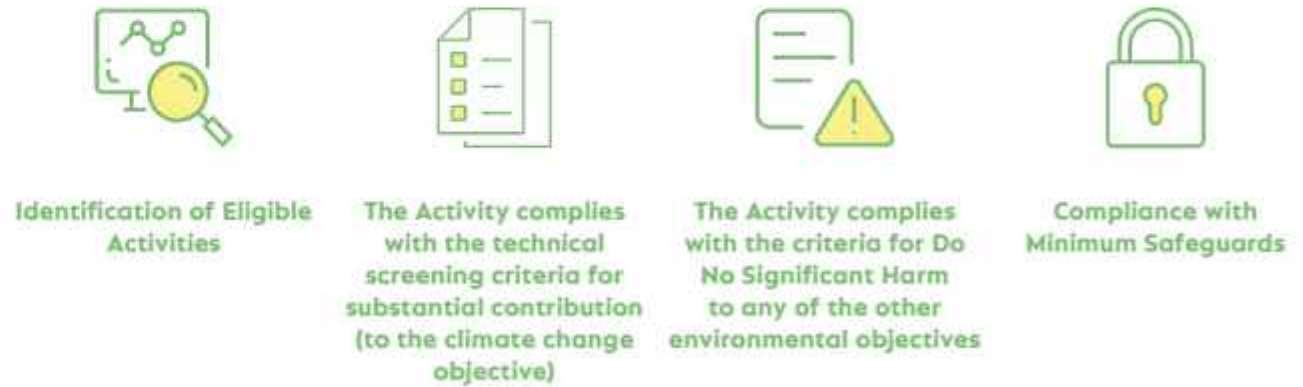 Identification of Eligible
Activities
The Activity complies
with the technical
screening criteria for
substantial contribution
(to the climate change
objective)
The Activity complies
with the criteria for Do
No Significant Harm
to any of the other
environmental objectives
Compliance with
Minimum Safeguards